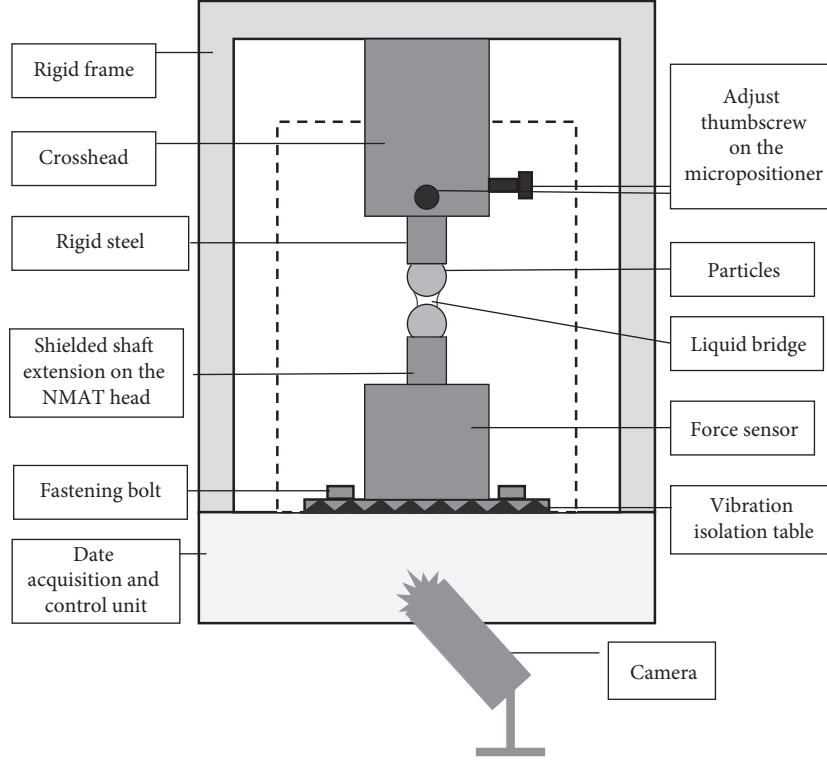 Rigid frame
Crosshead
Rigid steel
Shielded shaft
extension on the
NMAT head
Fastening bolt
Date
acquisition and
control unit
Adjust
thumbscrew
on the
micropositioner
Particles
Liquid bridge
Force sensor
Vibration
isolation table
Camera